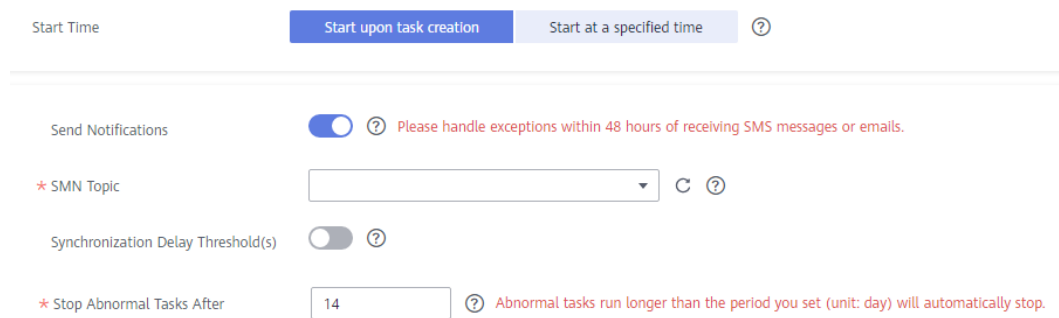 Start Time Start upon task creation Start at a specified time ?
Send Notifications ? Please handle exceptions within 48 hours of receiving SMS messages or emails.
* SMN Topic ?
Synchronization Delay Threshold(s) ?
* Stop Abnormal Tasks After 14 ? Abnormal tasks run longer than the period you set (unit: day) will automatically stop.